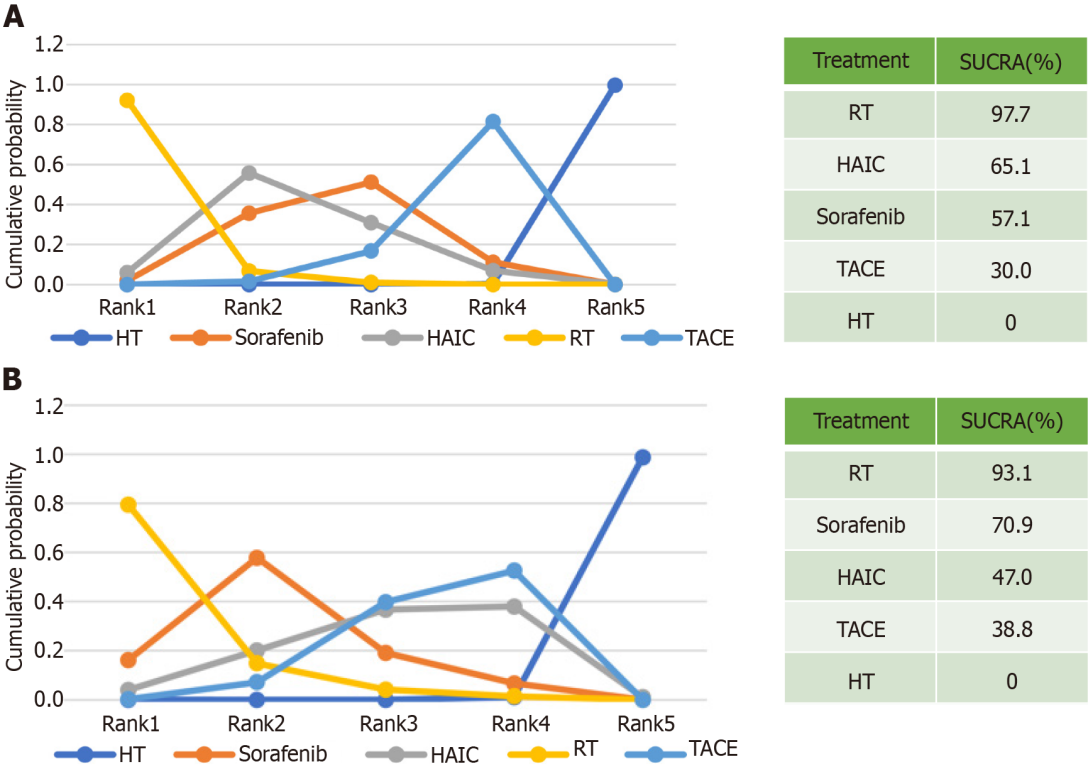 A
Cumulative probability
1.2
1.0
0.8
0.6
0.4
0.2
0.0
Rank1 Rank2 Rank3 Rank4 Rank5
HT Sorafenib HAIC RT TACE
Treatment SUCRA(%)
RT 97.7
HAIC 65.1
Sorafenib 57.1
TACE 30.0
HT 0
B
Cumulative probability
1.2
1.0
0.8
0.6
0.4
0.2
0.0
Rank1 Rank2 Rank3 Rank4 Rank5
HT Sorafenib HAIC RT TACE
Treatment SUCRA(%)
RT 93.1
Sorafenib 70.9
HAIC 47.0
TACE 38.8
HT 0